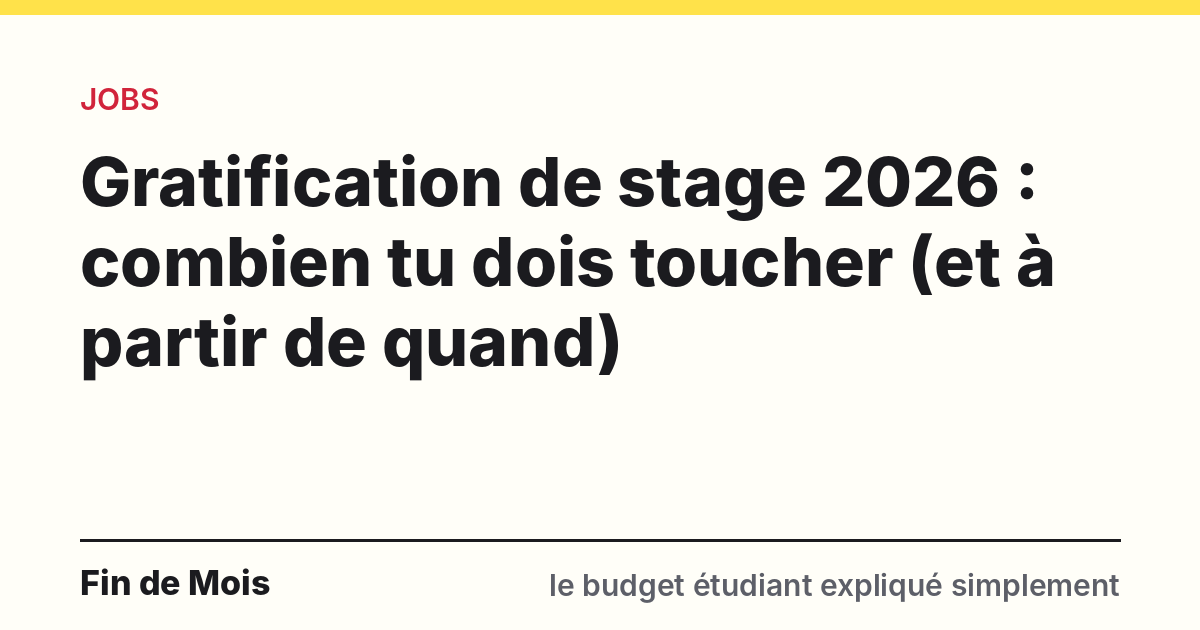 JOBS
Gratification de stage 2026 :
combien tu dois toucher (et à
partir de quand)
Fin de Mois
le budget étudiant expliqué simplement